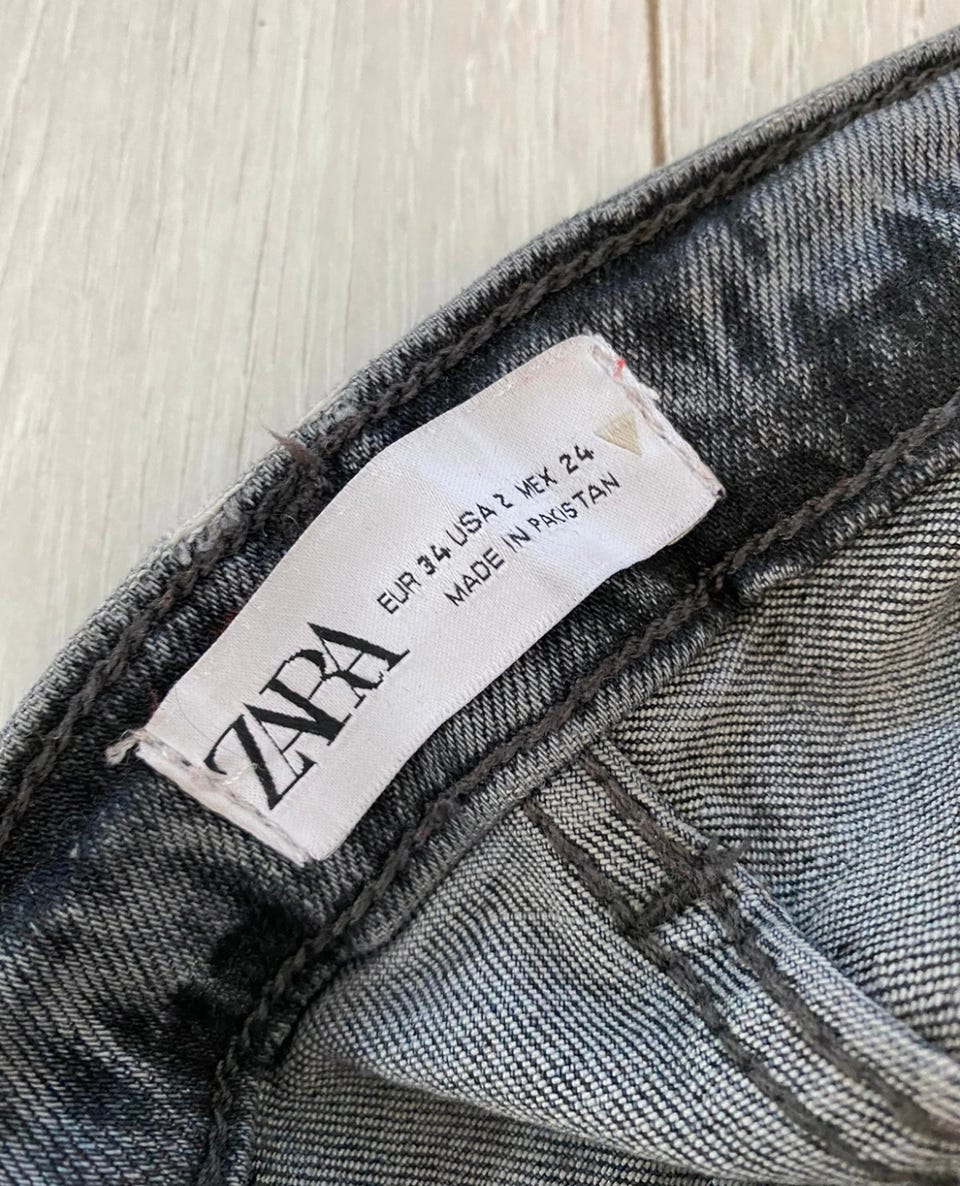 ZARA
EUR 34 USA 2 MEX 24
MADE IN PAKISTAN